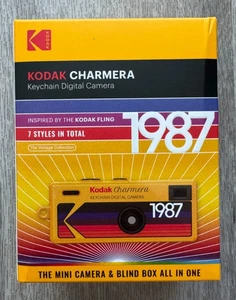 KODAK
KODAK CHARMERA
Keychain Digital Camera
INSPIRED BY THE KODAK FLING
7 STYLES IN TOTAL
The Vintage Collection
1987
Kodak Charmera
KEYCHAIN DIGITAL CAMERA
1987
THE MINI CAMERA & BLIND BOX ALL IN ONE